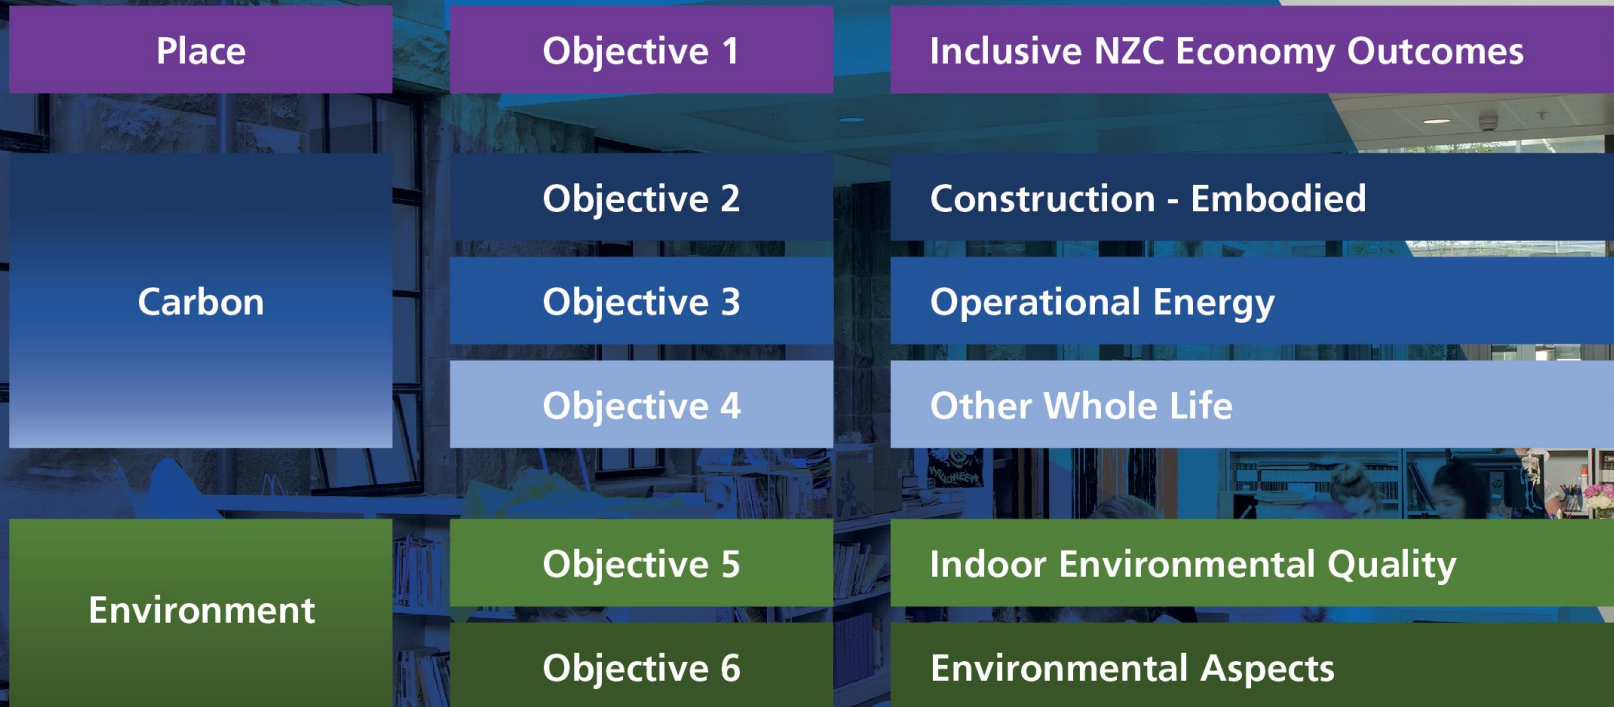 Place
Objective 1
Inclusive NZC Economy Outcomes
Carbon
Objective 2
Construction - Embodied
Objective 3
Operational Energy
Objective 4
Other Whole Life
Environment
Objective 5
Indoor Environmental Quality
Objective 6
Environmental Aspects
HALLOWEEN